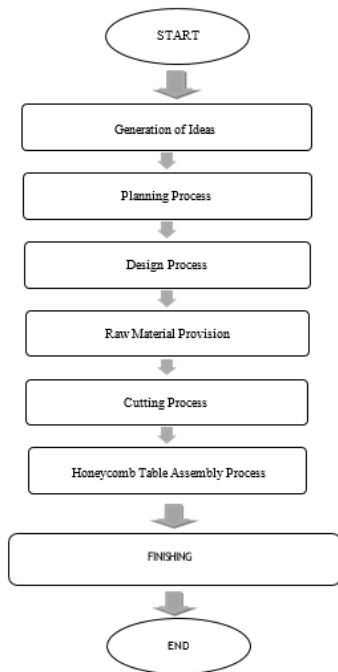 START
Generation of Ideas
Planning Process
Design Process
Raw Material Provision
Cutting Process
Honeycomb Table Assembly Process
FINISHING
END